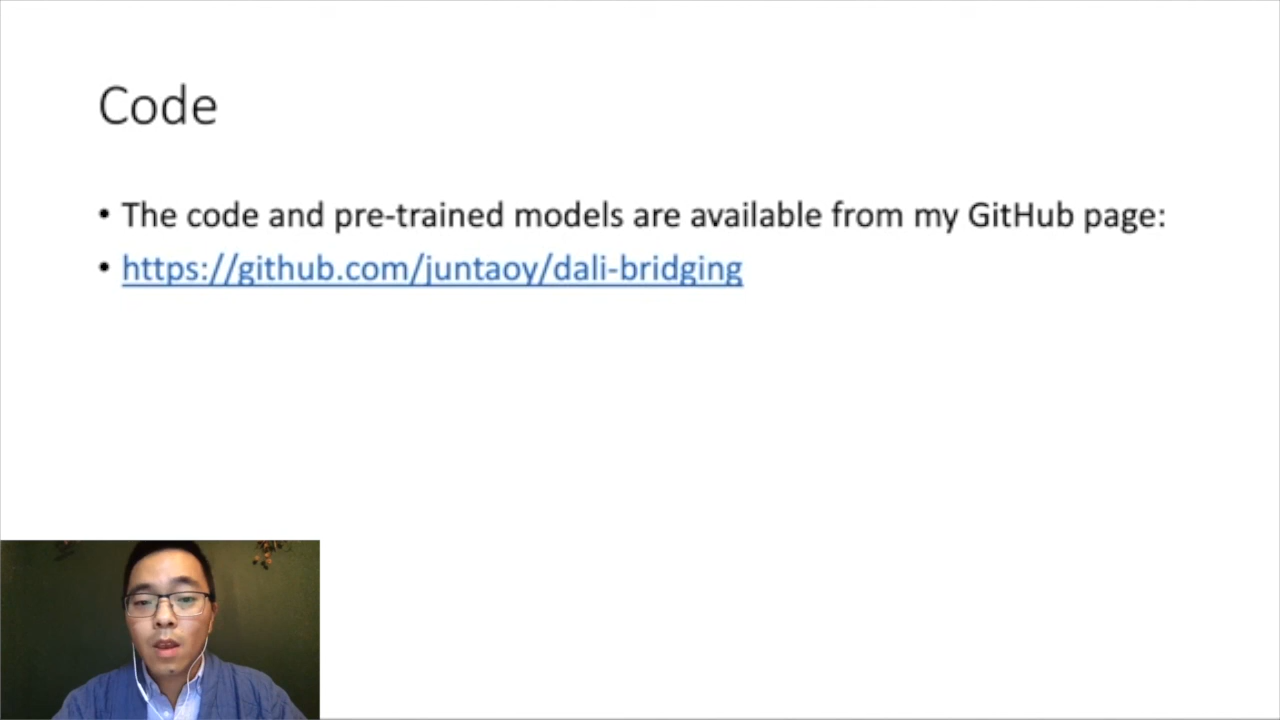 Code
• The code and pre-trained models are available from my GitHub page:
• https://github.com/juntaoy/dali-bridging